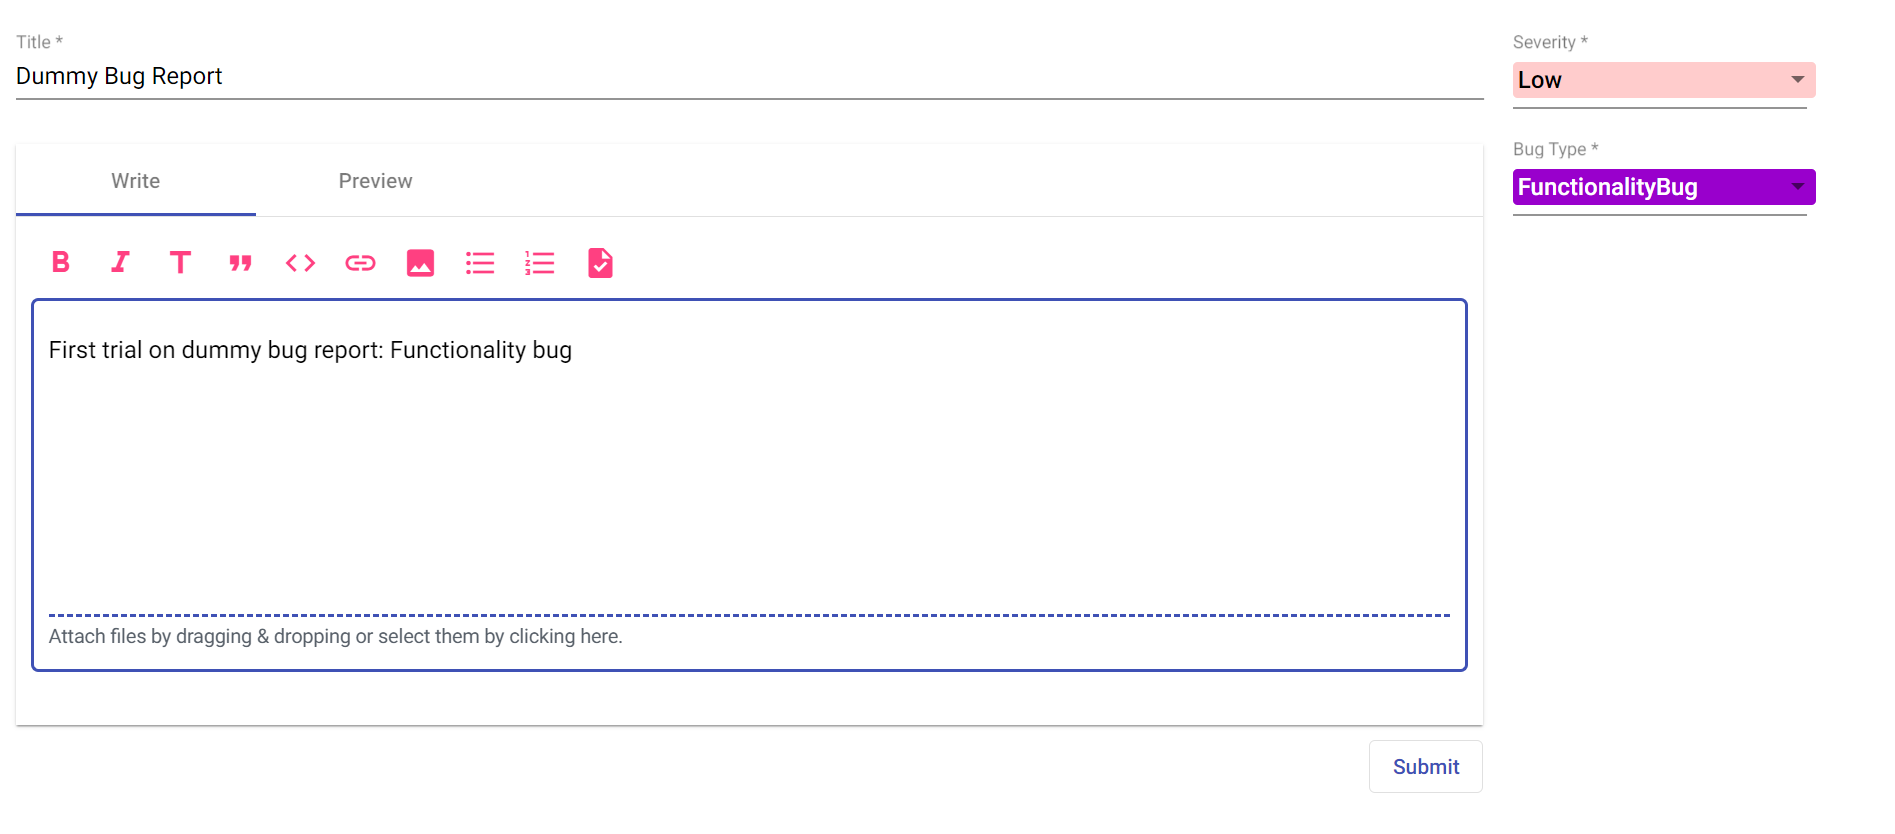 Title *
Dummy Bug Report
Severity *
Low
Bug Type *
FunctionalityBug
Write
Preview
First trial on dummy bug report: Functionality bug
Attach files by dragging & dropping or select them by clicking here.
Submit